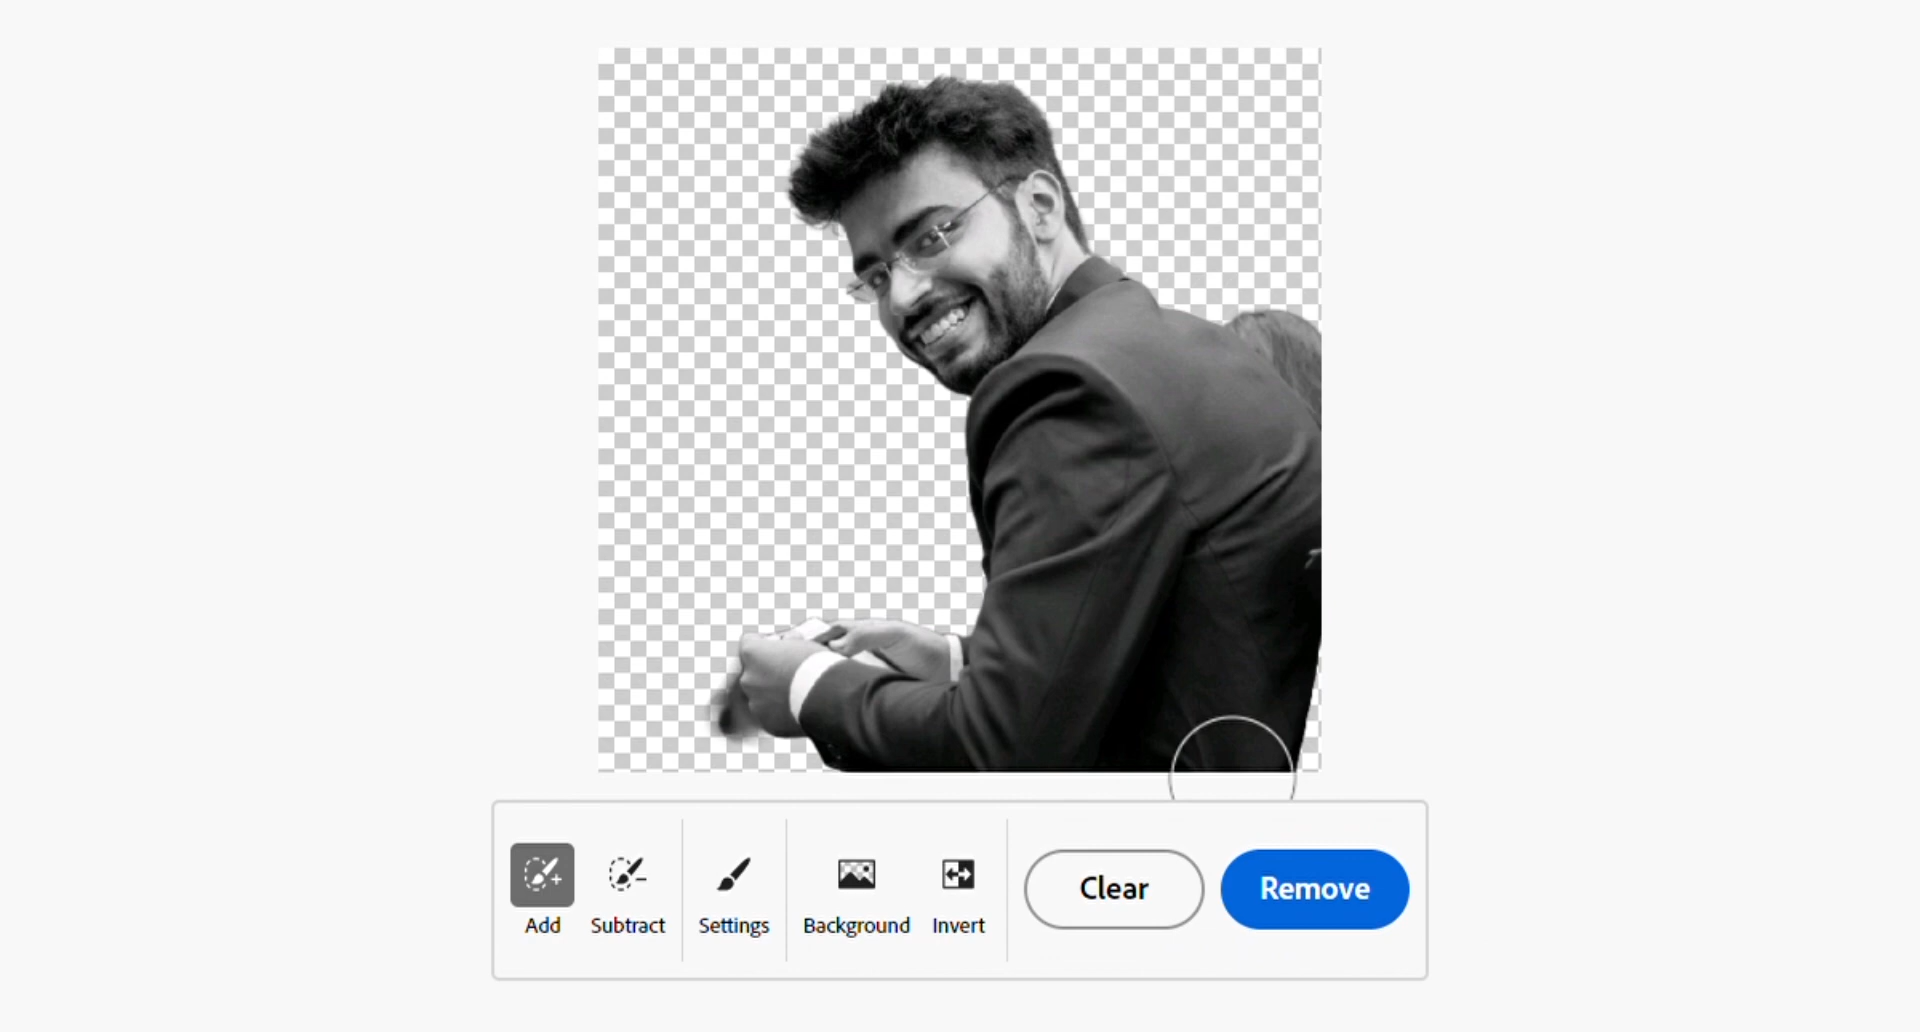 Add
Subtract
Settings
Background
Invert
Clear
Remove